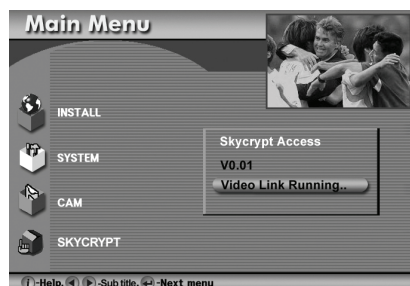 Main Menu
INSTALL
SYSTEM
CAM
SKYCRYPT
Skycrypt Access
V0.01
Video Link Running..
i-Help, -Sub title, -Next menu